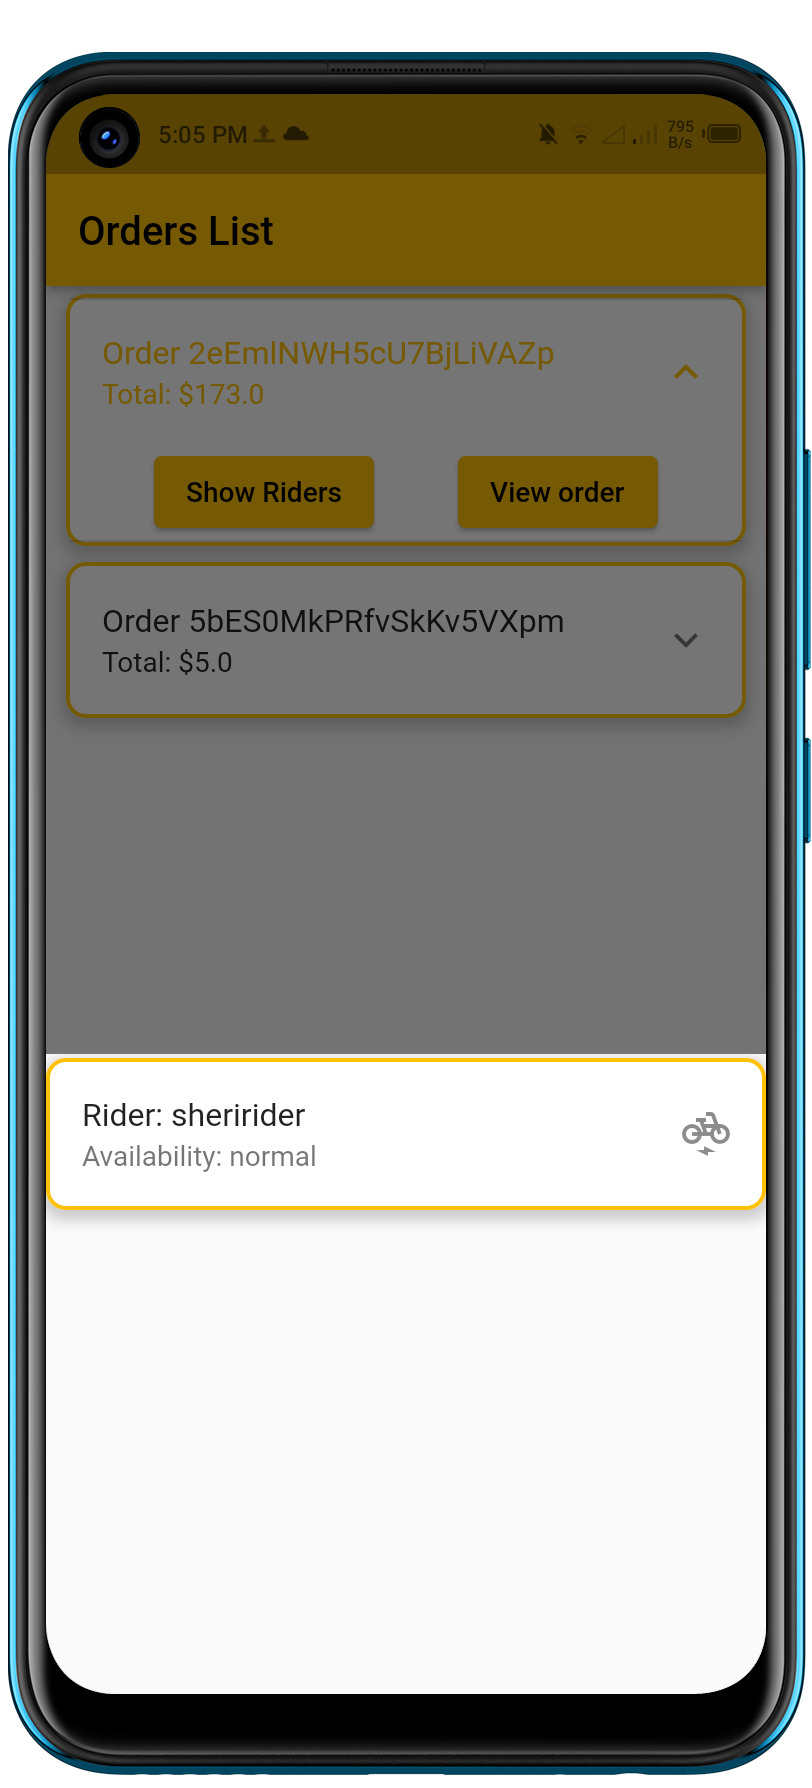 5:05 PM
795
B/s
Orders List
Order 2eEmlNWH5cU7BjLiVAZp
Total: $173.0
Show Riders
View order
Order 5bES0MkPRfvSkKv5VXpm
Total: $5.0
Rider: sheririder
Availability: normal